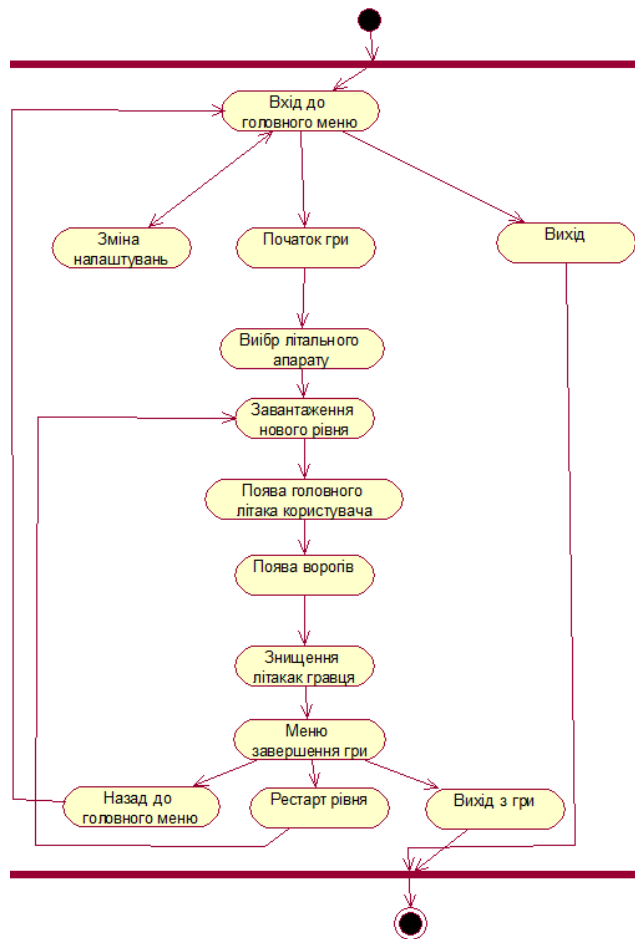 Вхід до
головного меню
Зміна
налаштувань
Початок гри
Вихід
Виібр літального
апарату
Завантаження
нового рівня
Поява головного
літака користувача
Поява ворогів
Знищення
літакак гравця
Меню
завершення гри
Назад до
головного меню
Рестарт рівня
Вихід з гри